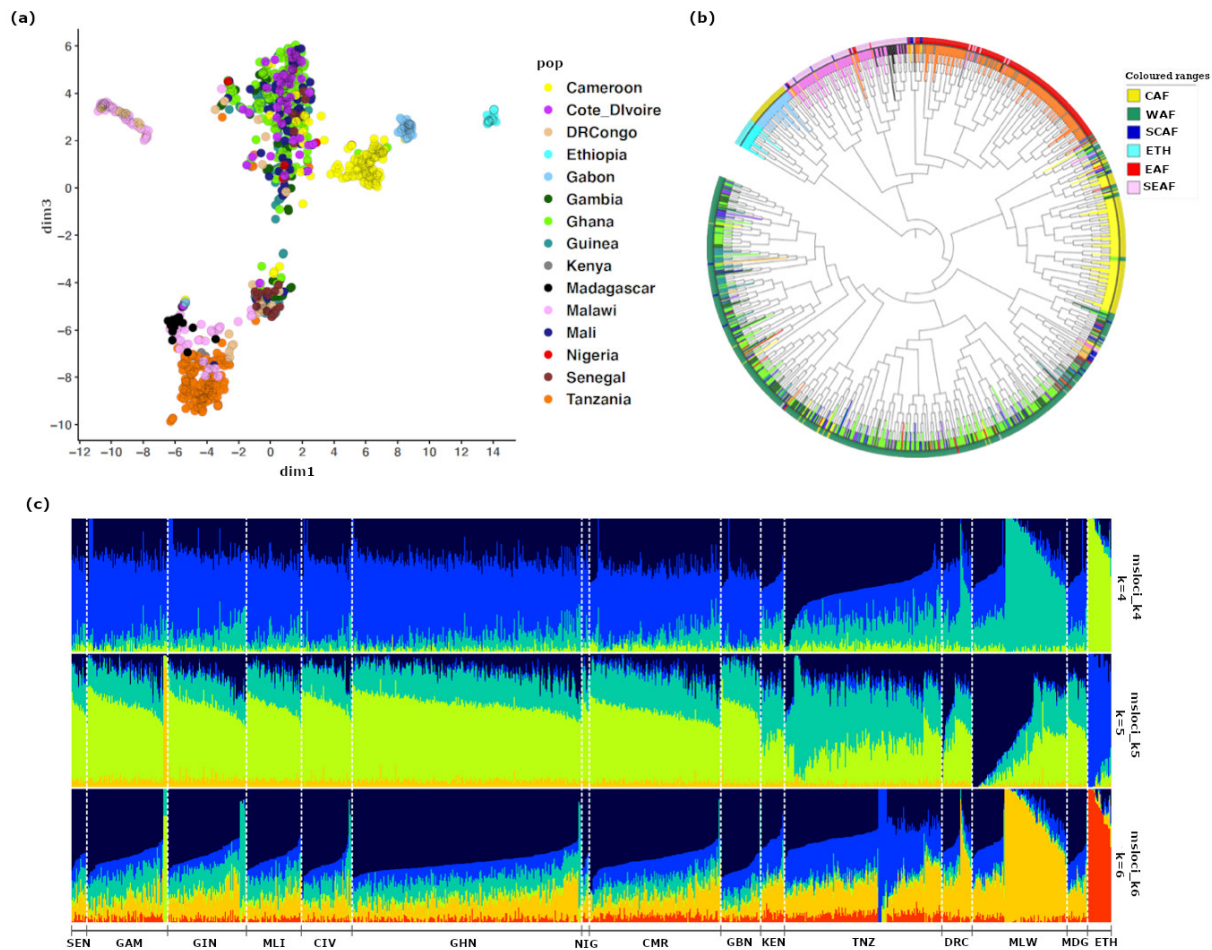 (a)
6
4
2
0
−2
−4
−6
−8
−10
dim3
−12 −10 −8 −6 −4 −2 0 2 4 6 8 10 12 14
dim1
pop
Cameroon
Cote_DIvoire
DRCongo
Ethiopia
Gabon
Gambia
Ghana
Guinea
Kenya
Madagascar
Malawi
Mali
Nigeria
Senegal
Tanzania
(b)
Coloured ranges
CAF
WAF
SCAF
ETH
EAF
SEAF
(c)
msloci_k4
k=4
msloci_k5
k=5
msloci_k6
k=6
SEN GAM GIN MLI CIV GHN NIG CMR GBN KEN TNZ DRC MLW MDG ETH